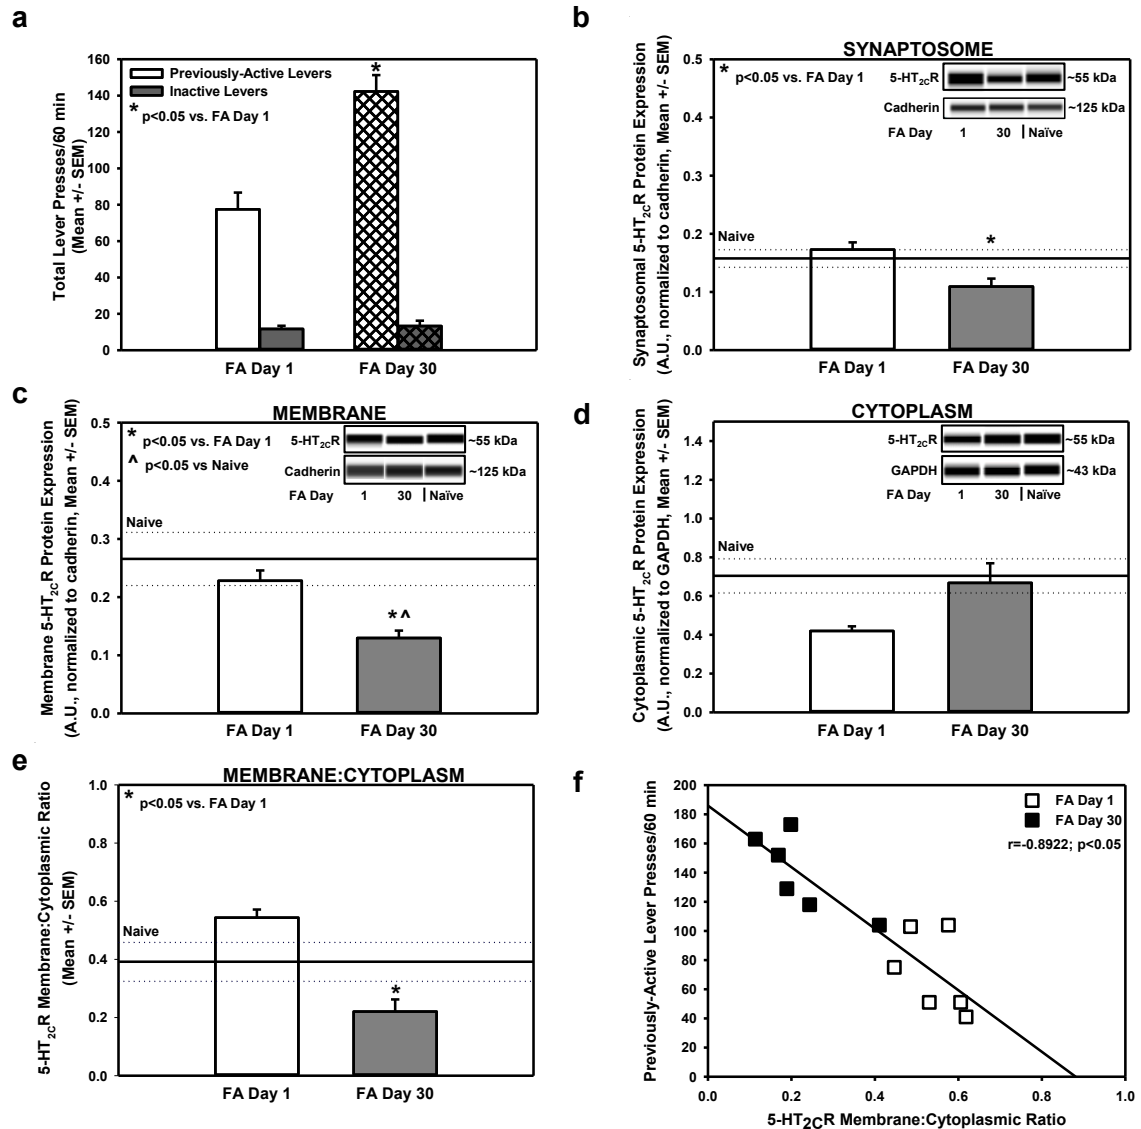 a
Total Lever Presses/60 min
(Mean +/- SEM)
160
140
120
100
80
60
40
20
0
Previously-Active Levers
Inactive Levers
* p<0.05 vs. FA Day 1
*
FA Day 1
FA Day 30
b
SYNAPTOSOME
Synaptosomal 5-HT2CR Protein Expression
(A.U., normalized to cadherin, Mean +/- SEM)
0.5
0.4
0.3
0.2
0.1
0.0
* p<0.05 vs. FA Day 1
5-HT2CR ~55 kDa
Cadherin ~125 kDa
FA Day 1 30 | Naïve
Naive
*
FA Day 1
FA Day 30
c
MEMBRANE
Membrane 5-HT2CR Protein Expression
(A.U., normalized to cadherin, Mean +/- SEM)
0.5
0.4
0.3
0.2
0.1
0.0
* p<0.05 vs. FA Day 1
^ p<0.05 vs Naive
5-HT2CR ~55 kDa
Cadherin ~125 kDa
FA Day 1 30 | Naïve
Naive
* ^
FA Day 1
FA Day 30
d
CYTOPLASM
Cytoplasmic 5-HT2CR Protein Expression
(A.U., normalized to GAPDH, Mean +/- SEM)
1.4
1.2
1.0
0.8
0.6
0.4
0.2
0.0
5-HT2CR ~55 kDa
GAPDH ~43 kDa
FA Day 1 30 | Naïve
Naive
FA Day 1
FA Day 30
e
MEMBRANE:CYTOPLASM
5-HT2CR Membrane:Cytoplasmic Ratio
(Mean +/- SEM)
1.0
0.8
0.6
0.4
0.2
0.0
* p<0.05 vs. FA Day 1
Naive
*
FA Day 1
FA Day 30
f
Previously-Active Lever Presses/60 min
200
180
160
140
120
100
80
60
40
20
0
FA Day 1
FA Day 30
r=-0.8922; p<0.05
0.0 0.2 0.4 0.6 0.8 1.0
5-HT2CR Membrane:Cytoplasmic Ratio